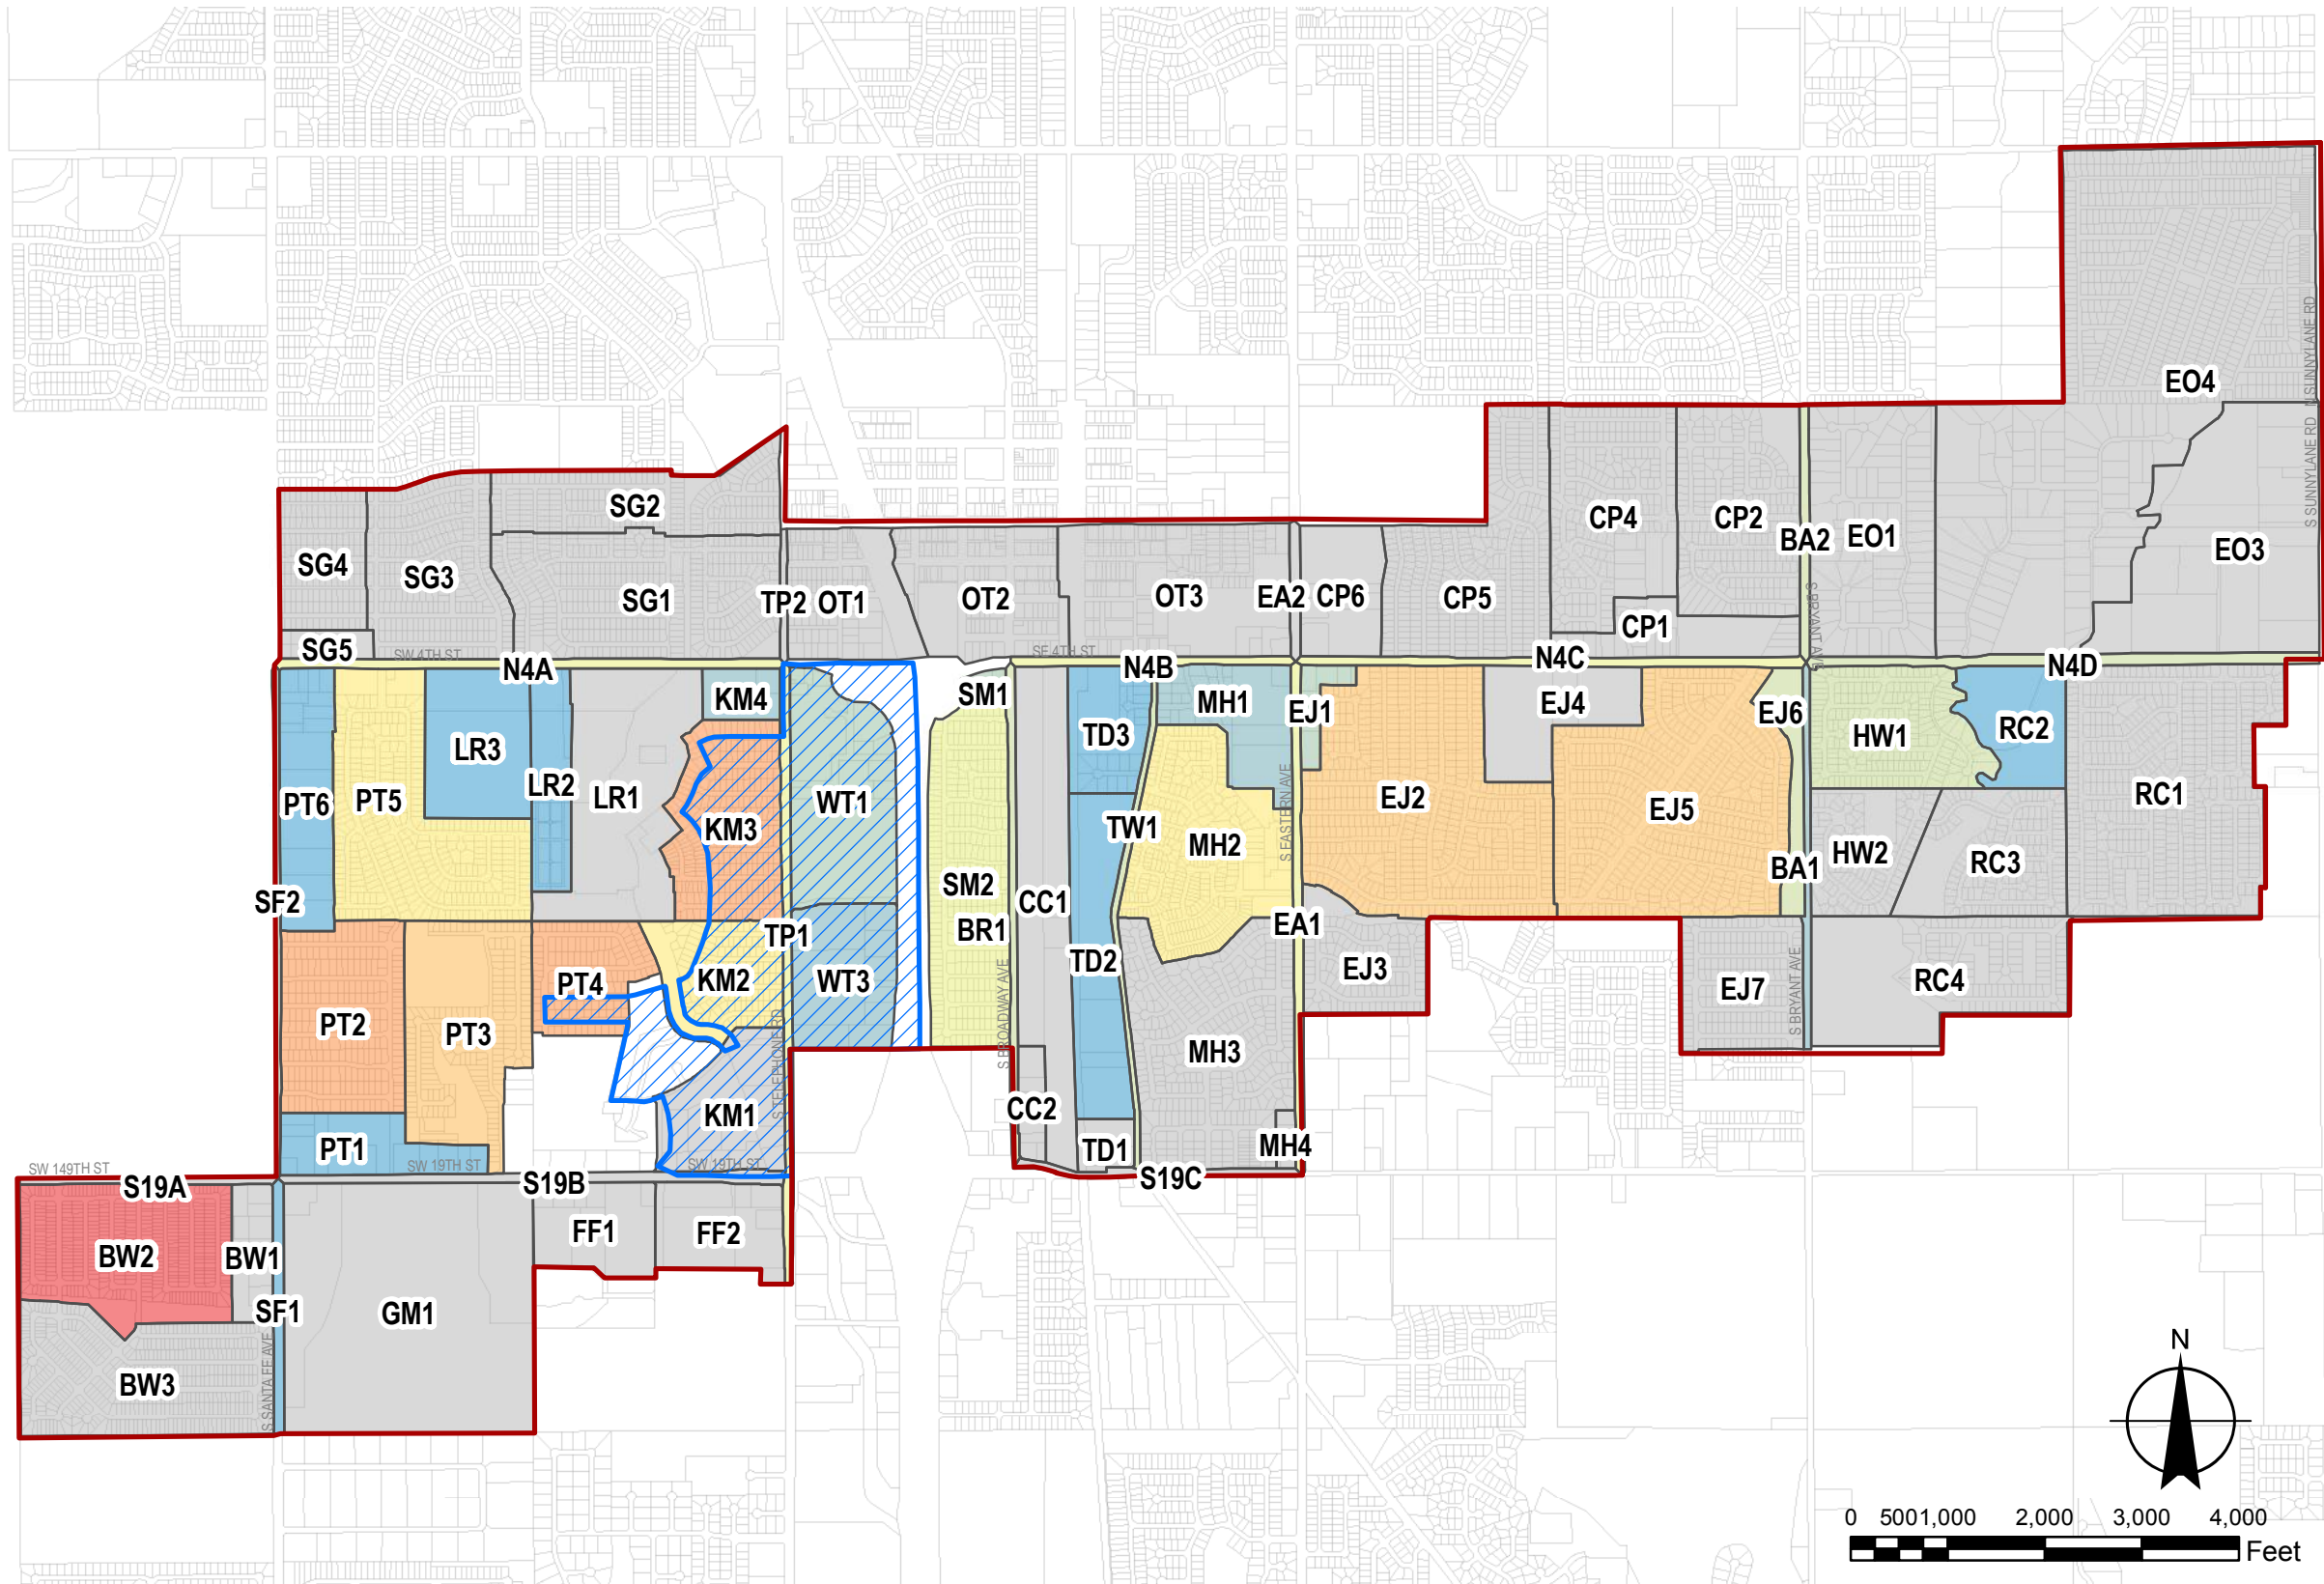 EO4
S SUNNYLANE RD
N SUNNYLANE RD
SG2
CP4
CP2
BA2
EO1
EO3
SG4
SG3
SG1
TP2
OT1
OT2
OT3
EA2
CP6
CP5
CP1
S BRYANT AVE
SG5
SW 4TH ST
N4A
SE 4TH ST
N4B
N4C
N4D
KM4
SM1
MH1
EJ1
EJ4
EJ6
HW1
RC2
LR3
TD3
PT6
PT5
LR2
LR1
WT1
EJ2
EJ5
RC1
KM3
TW1
MH2
S EASTERN AVE
HW2
RC3
BA1
SM2
CC1
SF2
TP1
BR1
EA1
TD2
EJ3
PT4
KM2
WT3
EJ7
RC4
PT2
PT3
S BROADWAY AVE
S BRYANT AVE
MH3
S TELEPHONE RD
KM1
CC2
PT1
TD1
MH4
SW 149TH ST
SW 19TH ST
SW 19TH ST
S19A
S19B
S19C
BW2
BW1
FF1
FF2
SF1
GM1
S SANTA FE AVE
BW3
N
0 500 1,000 2,000 3,000 4,000
Feet